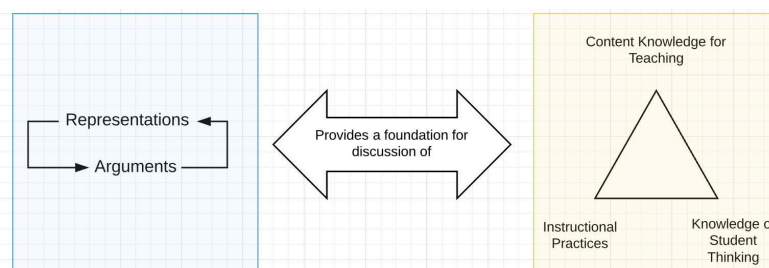 Content Knowledge for
Teaching
Representations
Arguments
Provides a foundation for
discussion of
Instructional
Practices
Knowledge o
Student
Thinking